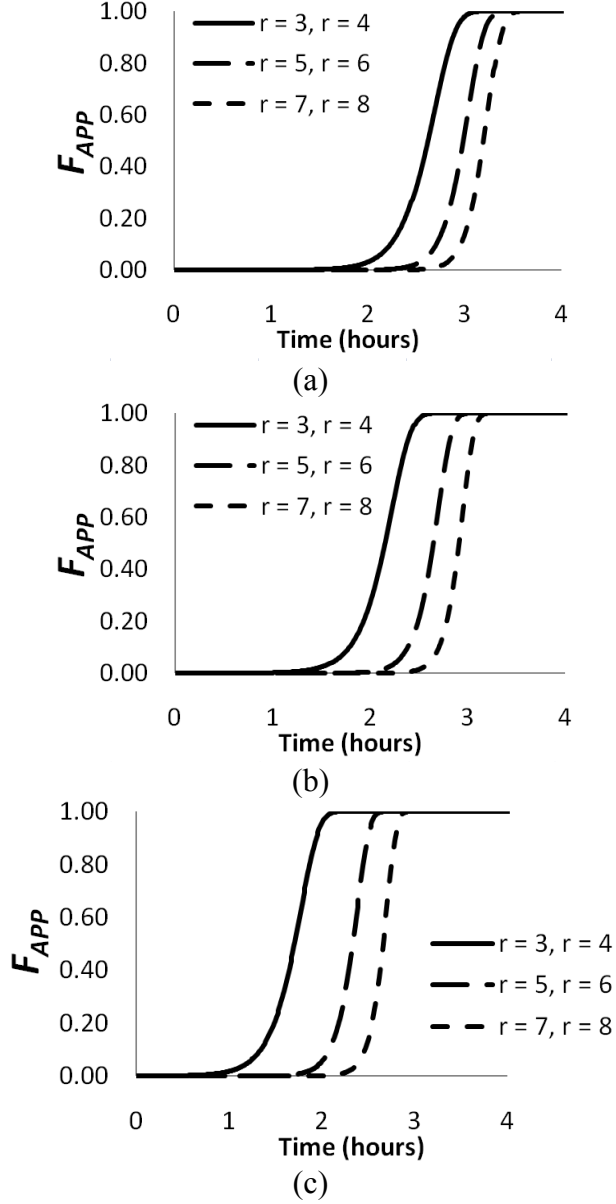 1.00
0.80
0.60
0.40
0.20
0.00
F_APP
r = 3, r = 4
r = 5, r = 6
r = 7, r = 8
0 1 2 3 4
Time (hours)
(a)
1.00
0.80
0.60
0.40
0.20
0.00
F_APP
r = 3, r = 4
r = 5, r = 6
r = 7, r = 8
0 1 2 3 4
Time (hours)
(b)
1.00
0.80
0.60
0.40
0.20
0.00
F_APP
r = 3, r = 4
r = 5, r = 6
r = 7, r = 8
0 1 2 3 4
Time (hours)
(c)